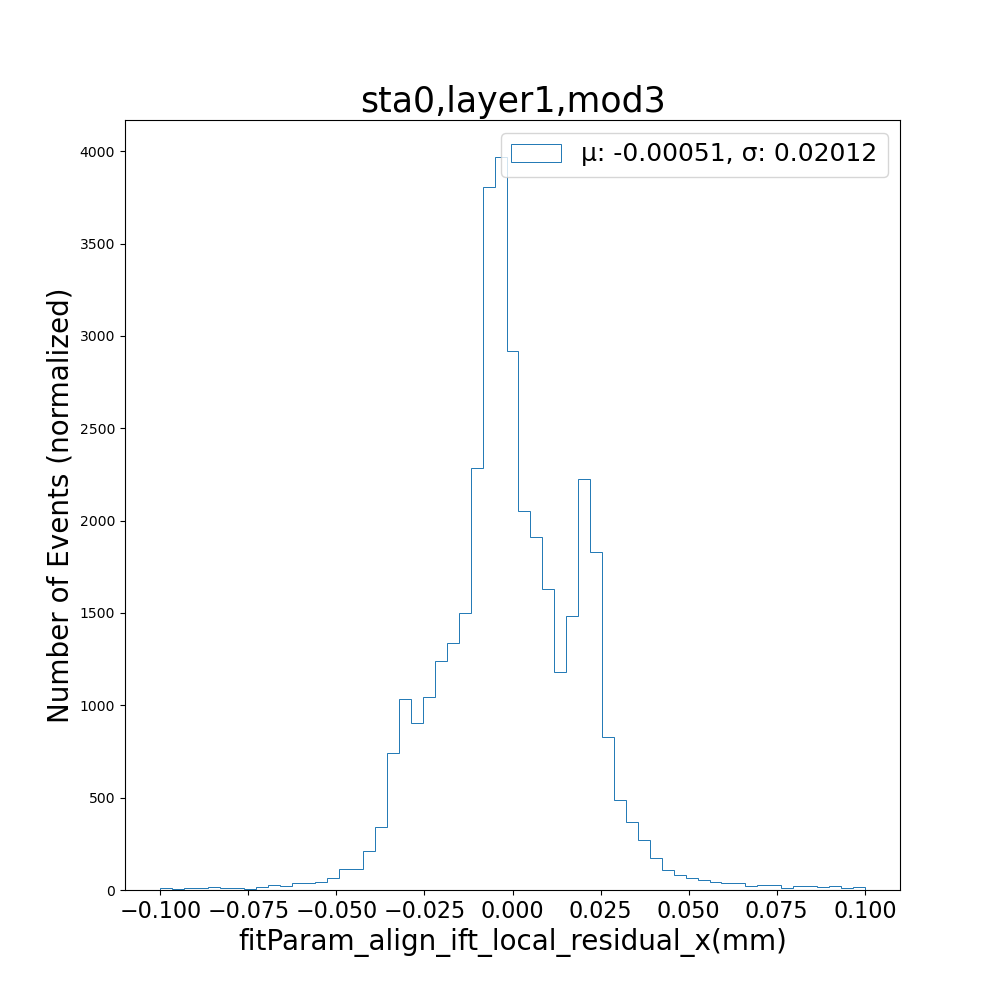 sta0,layer1,mod3
μ: -0.00051, σ: 0.02012
Number of Events (normalized)
4000
3500
3000
2500
2000
1500
1000
500
0
−0.100 −0.075 −0.050 −0.025 0.000 0.025 0.050 0.075 0.100
fitParam_align_ift_local_residual_x(mm)